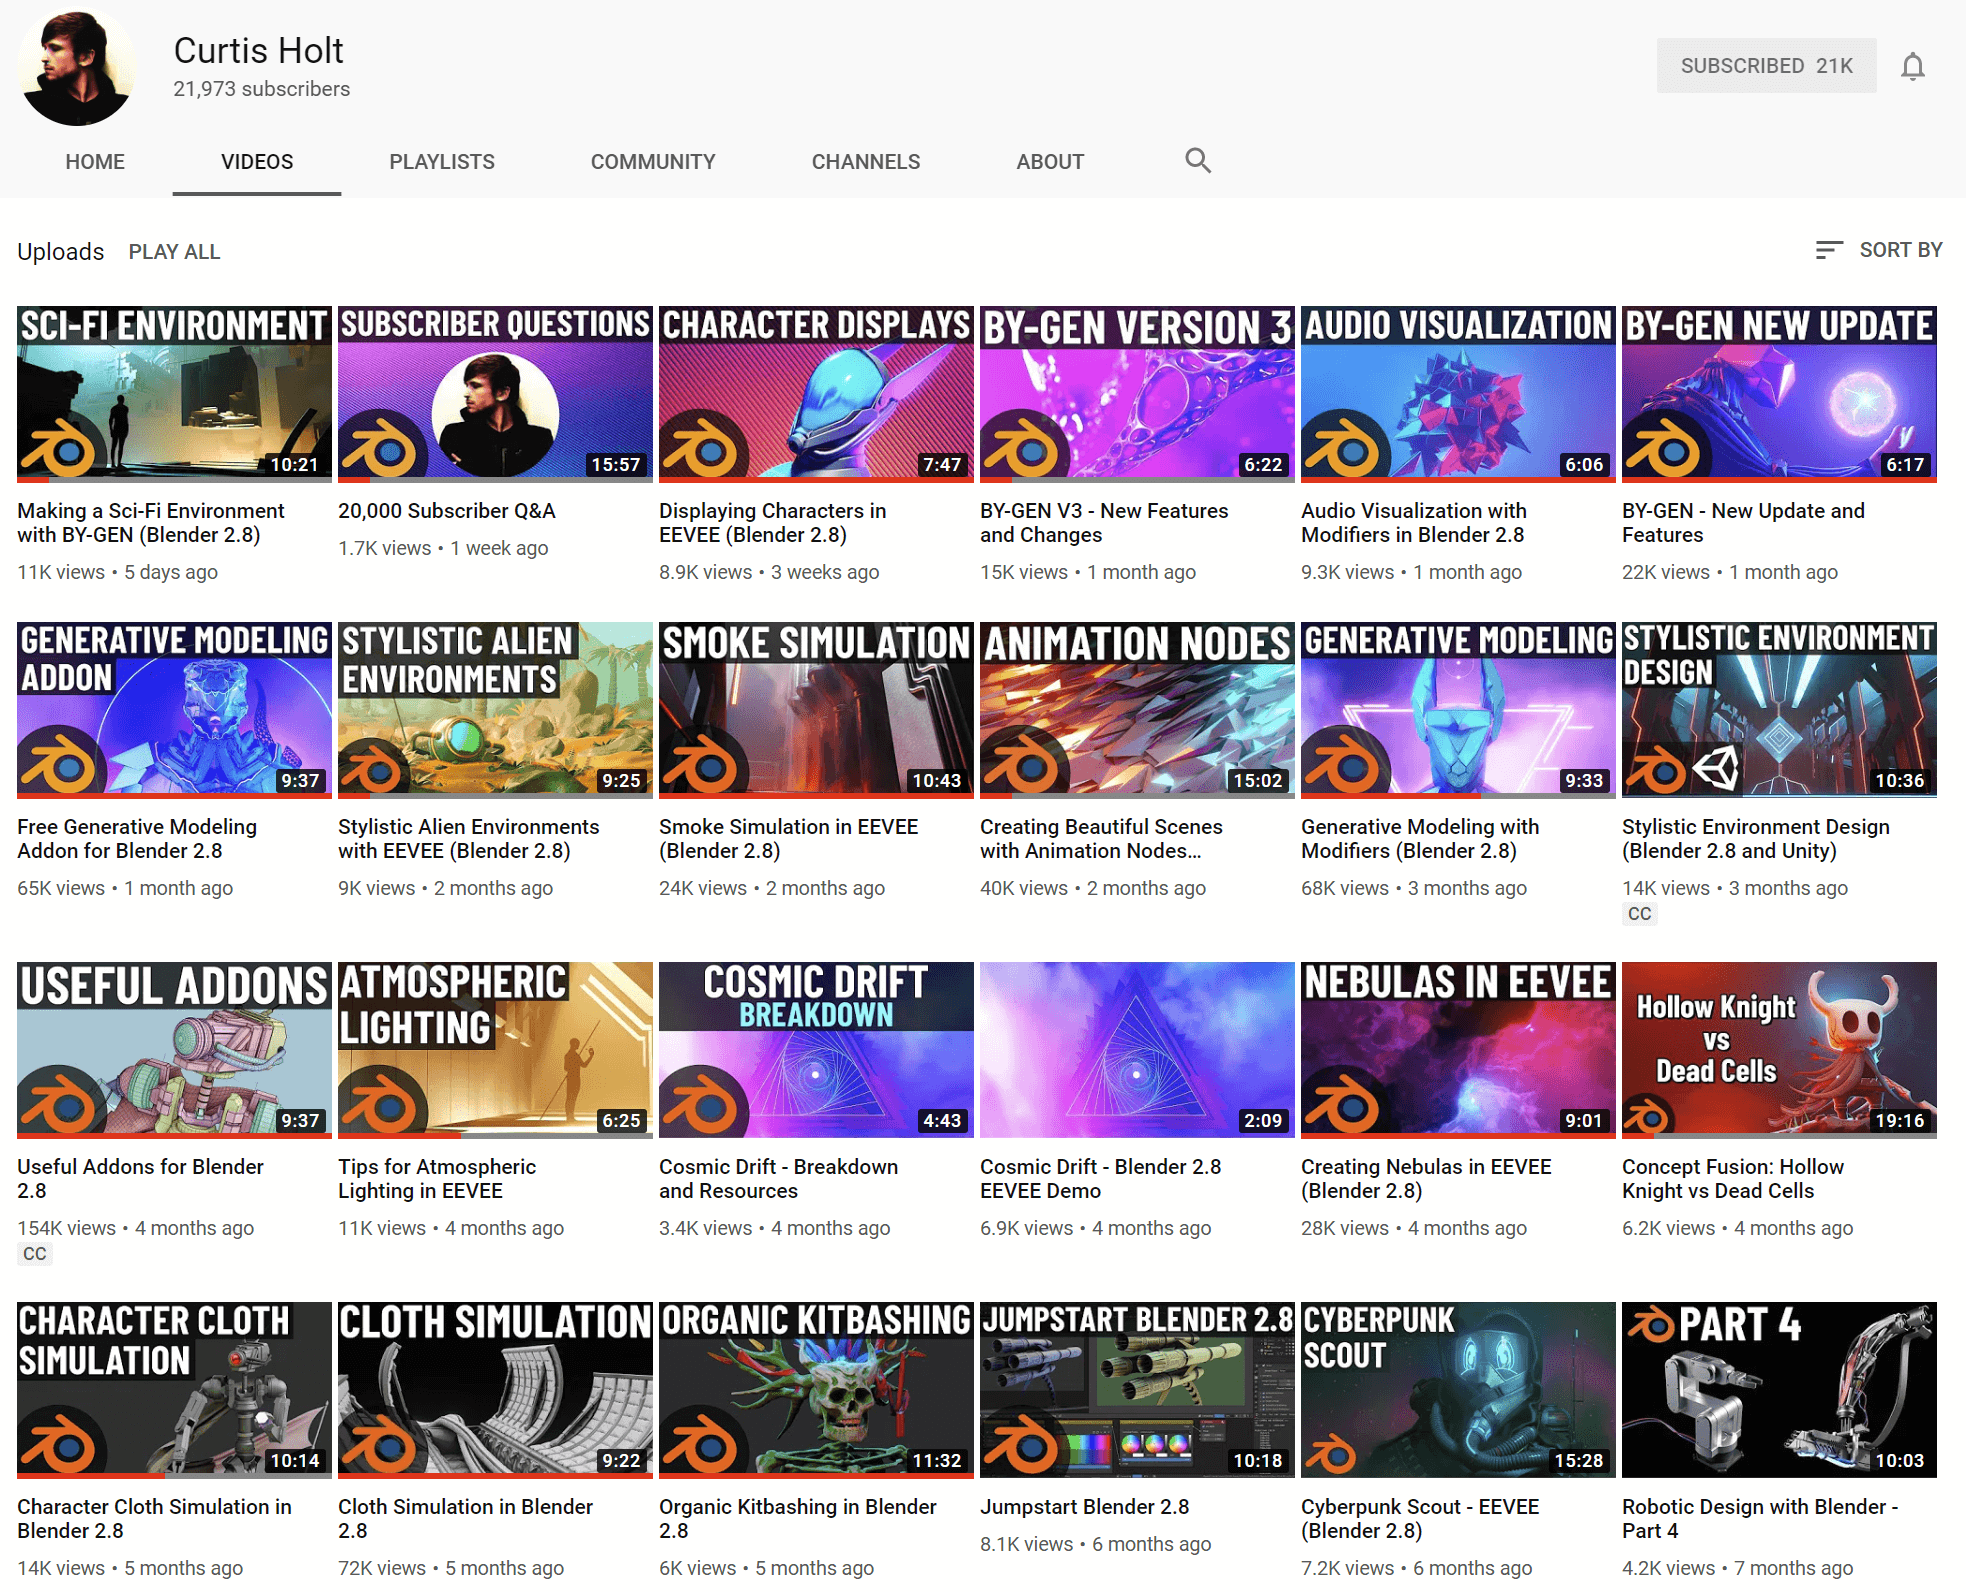 Curtis Holt
21,973 subscribers
SUBSCRIBED 21K
HOME VIDEOS PLAYLISTS COMMUNITY CHANNELS ABOUT
Uploads PLAY ALL
SORT BY
SCI-FI ENVIRONMENT
10:21
Making a Sci-Fi Environment
with BY-GEN (Blender 2.8)
11K views • 5 days ago
SUBSCRIBER QUESTIONS
15:57
20,000 Subscriber Q&A
1.7K views • 1 week ago
CHARACTER DISPLAYS
7:47
Displaying Characters in
EEVEE (Blender 2.8)
8.9K views • 3 weeks ago
BY-GEN VERSION 3
6:22
BY-GEN V3 - New Features
and Changes
15K views • 1 month ago
AUDIO VISUALIZATION
6:06
Audio Visualization with
Modifiers in Blender 2.8
9.3K views • 1 month ago
BY-GEN NEW UPDATE
6:17
BY-GEN - New Update and
Features
22K views • 1 month ago
GENERATIVE MODELING
ADDON
9:37
Free Generative Modeling
Addon for Blender 2.8
65K views • 1 month ago
STYLISTIC ALIEN
ENVIRONMENTS
9:25
Stylistic Alien Environments
with EEVEE (Blender 2.8)
9K views • 2 months ago
SMOKE SIMULATION
10:43
Smoke Simulation in EEVEE
(Blender 2.8)
24K views • 2 months ago
ANIMATION NODES
15:02
Creating Beautiful Scenes
with Animation Nodes...
40K views • 2 months ago
GENERATIVE MODELING
9:33
Generative Modeling with
Modifiers (Blender 2.8)
68K views • 3 months ago
STYLISTIC ENVIRONMENT
DESIGN
10:36
Stylistic Environment Design
(Blender 2.8 and Unity)
14K views • 3 months ago
CC
USEFUL ADDONS
9:37
Useful Addons for Blender
2.8
154K views • 4 months ago
CC
ATMOSPHERIC
LIGHTING
6:25
Tips for Atmospheric
Lighting in EEVEE
11K views • 4 months ago
COSMIC DRIFT
BREAKDOWN
4:43
Cosmic Drift - Breakdown
and Resources
3.4K views • 4 months ago
2:09
Cosmic Drift - Blender 2.8
EEVEE Demo
6.9K views • 4 months ago
NEBULAS IN EEVEE
9:01
Creating Nebulas in EEVEE
(Blender 2.8)
28K views • 4 months ago
Hollow Knight
vs
Dead Cells
19:16
Concept Fusion: Hollow
Knight vs Dead Cells
6.2K views • 4 months ago
CHARACTER CLOTH
SIMULATION
10:14
Character Cloth Simulation in
Blender 2.8
14K views • 5 months ago
CLOTH SIMULATION
9:22
Cloth Simulation in Blender
2.8
72K views • 5 months ago
ORGANIC KITBASHING
11:32
Organic Kitbashing in Blender
2.8
6K views • 5 months ago
JUMPSTART BLENDER 2.8
10:18
Jumpstart Blender 2.8
8.1K views • 6 months ago
CYBERPUNK
SCOUT
15:28
Cyberpunk Scout - EEVEE
(Blender 2.8)
7.2K views • 6 months ago
PART 4
10:03
Robotic Design with Blender -
Part 4
4.2K views • 7 months ago